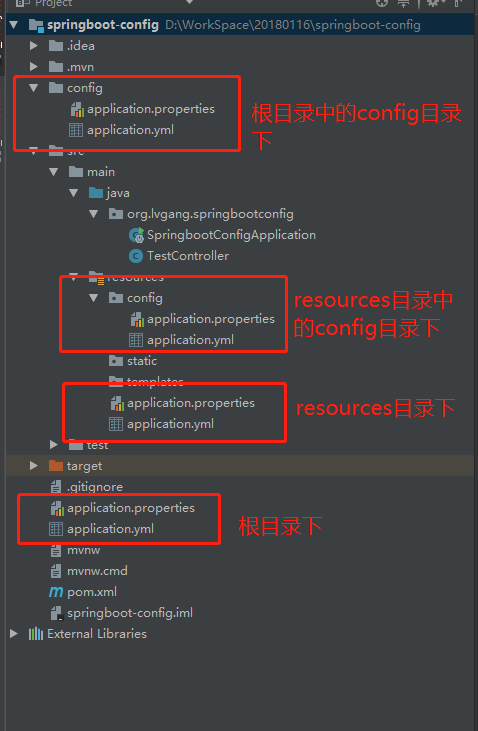 Project
springboot-config D:\WorkSpace\20180116\springboot-config
.idea
.mvn
config
application.properties
application.yml
根目录中的config目录
下
src
main
java
org.lvgang.springbootconfig
SpringbootConfigApplication
TestController
resources
config
application.properties
application.yml
resources目录中
的config目录下
static
templates
application.properties
application.yml
resources目录下
test
target
.gitignore
application.properties
application.yml
根目录下
mvnw
mvnw.cmd
pom.xml
springboot-config.iml
External Libraries